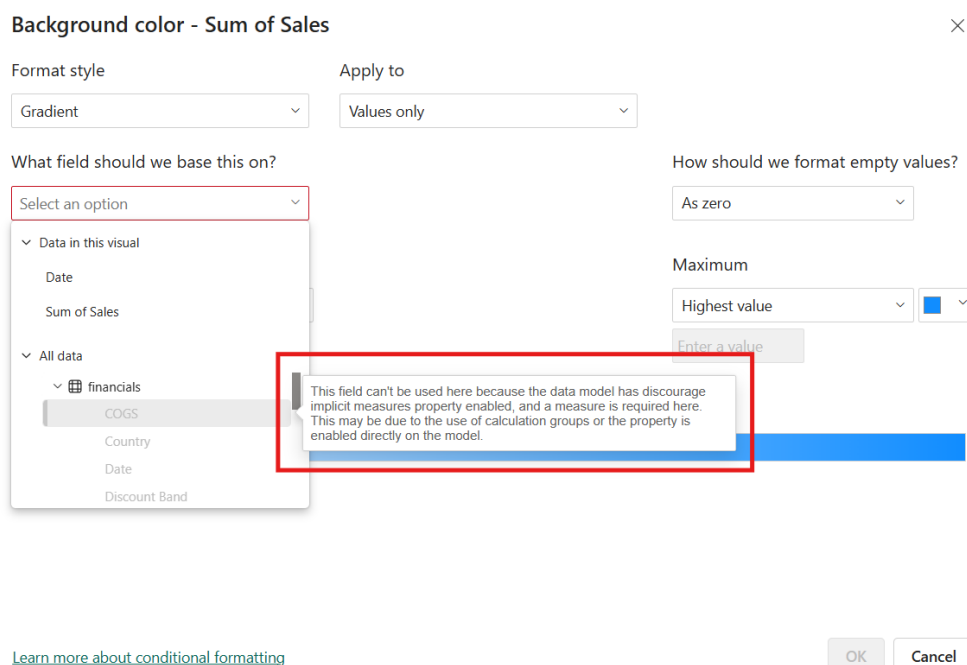 Background color - Sum of Sales
Format style
Apply to
Gradient
Values only
What field should we base this on?
How should we format empty values?
Select an option
As zero
Data in this visual
Date
Sum of Sales
Maximum
Highest value
Enter a value
All data
financials
COGS
Country
Date
Discount Band
This field can't be used here because the data model has discourage
implicit measures property enabled, and a measure is required here.
This may be due to the use of calculation groups or the property is
enabled directly on the model.
Learn more about conditional formatting
OK
Cancel